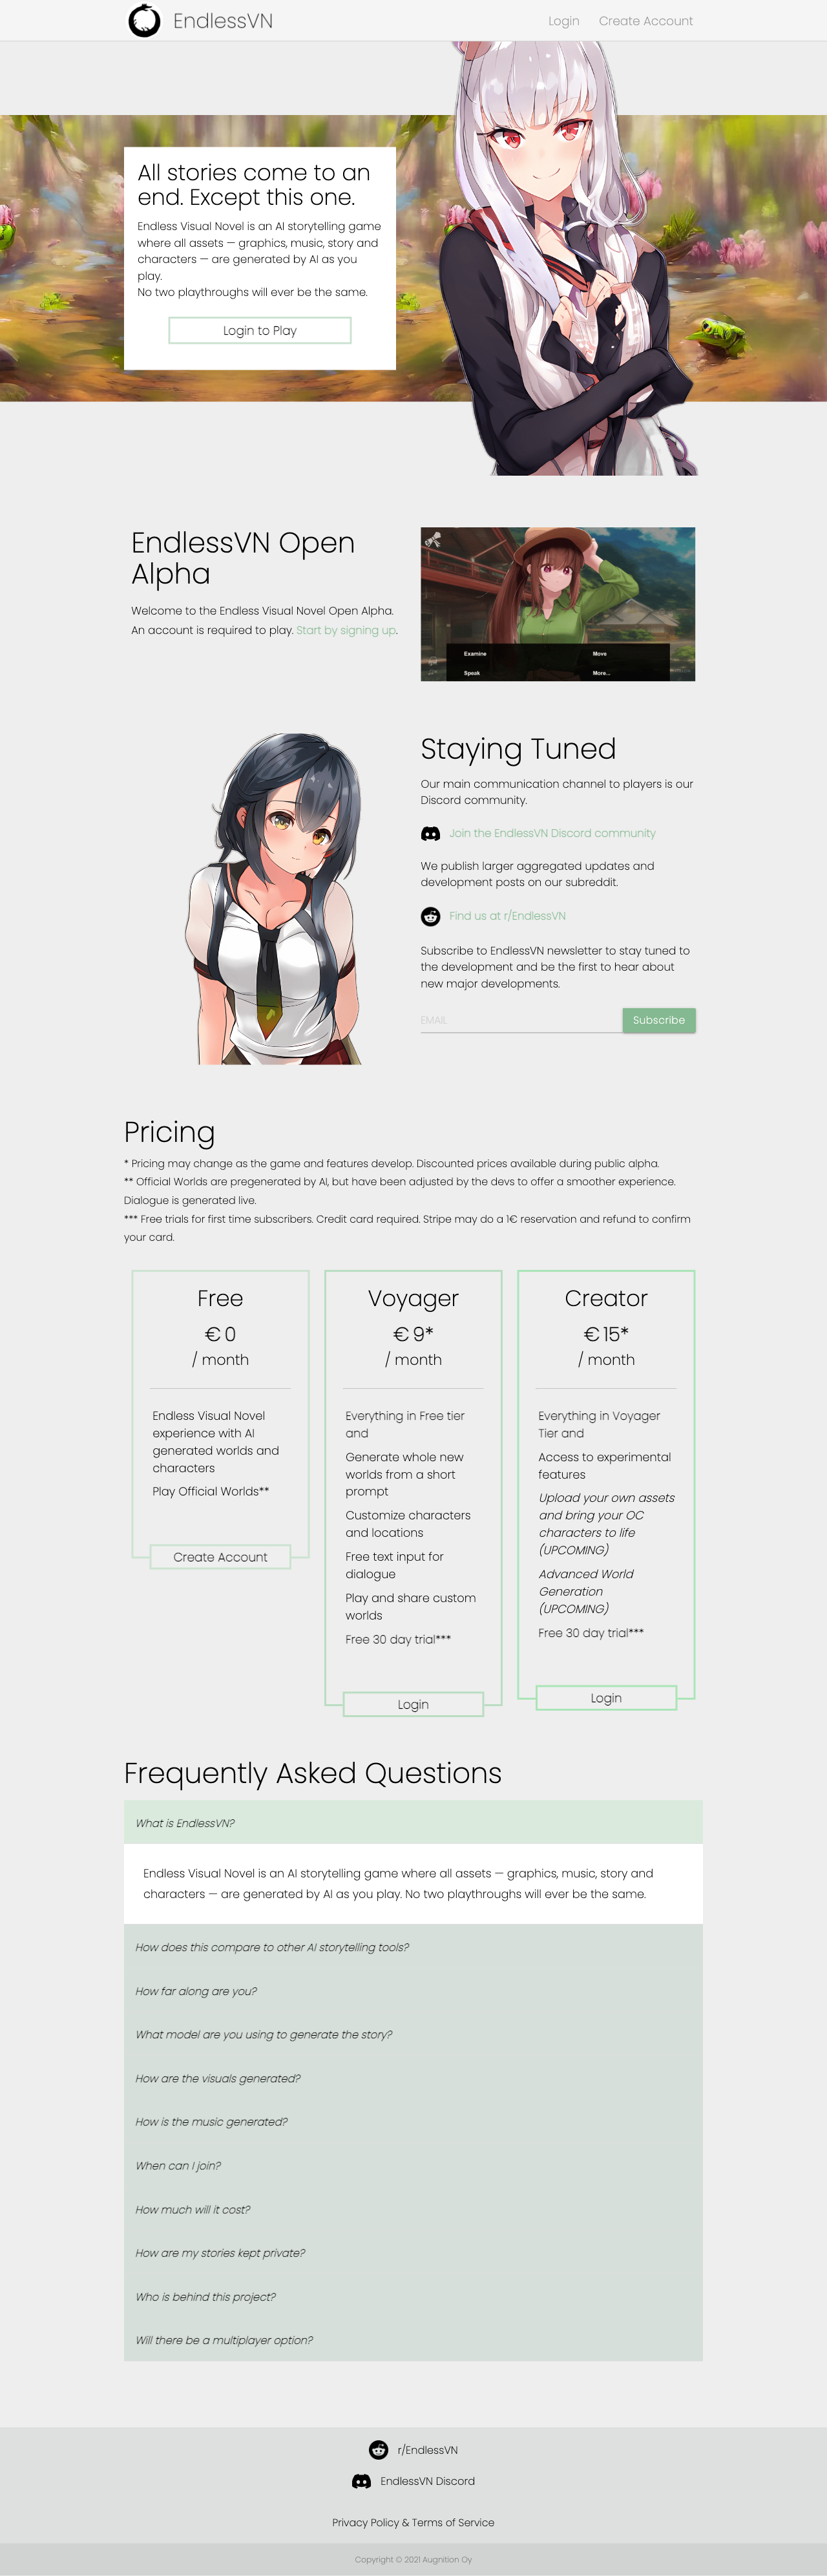 EndlessVN
Login
Create Account
All stories come to an
end. Except this one.
Endless Visual Novel is an AI storytelling game
where all assets — graphics, music, story and
characters — are generated by AI as you
play.
No two playthroughs will ever be the same.
Login to Play
EndlessVN Open
Alpha
Welcome to the Endless Visual Novel Open Alpha.
An account is required to play. Start by signing up.
Examine
Move
Speak
More...
Staying Tuned
Our main communication channel to players is our
Discord community.
Join the EndlessVN Discord community
We publish larger aggregated updates and
development posts on our subreddit.
Find us at r/EndlessVN
Subscribe to EndlessVN newsletter to stay tuned to
the development and be the first to hear about
new major developments.
EMAIL
Subscribe
Pricing
* Pricing may change as the game and features develop. Discounted prices available during public alpha.
** Official Worlds are pregenerated by AI, but have been adjusted by the devs to offer a smoother experience.
Dialogue is generated live.
*** Free trials for first time subscribers. Credit card required. Stripe may do a 1€ reservation and refund to confirm
your card.
Free
€ 0
/ month
Endless Visual Novel
experience with AI
generated worlds and
characters
Play Official Worlds**
Create Account
Voyager
€ 9*
/ month
Everything in Free tier
and
Generate whole new
worlds from a short
prompt
Customize characters
and locations
Free text input for
dialogue
Play and share custom
worlds
Free 30 day trial***
Login
Creator
€ 15*
/ month
Everything in Voyager
Tier and
Access to experimental
features
Upload your own assets
and bring your OC
characters to life
(UPCOMING)
Advanced World
Generation
(UPCOMING)
Free 30 day trial***
Login
Frequently Asked Questions
What is EndlessVN?
Endless Visual Novel is an AI storytelling game where all assets — graphics, music, story and
characters — are generated by AI as you play. No two playthroughs will ever be the same.
How does this compare to other AI storytelling tools?
How far along are you?
What model are you using to generate the story?
How are the visuals generated?
How is the music generated?
When can I join?
How much will it cost?
How are my stories kept private?
Who is behind this project?
Will there be a multiplayer option?
r/EndlessVN
EndlessVN Discord
Privacy Policy & Terms of Service
Copyright © 2021 Augnition Oy